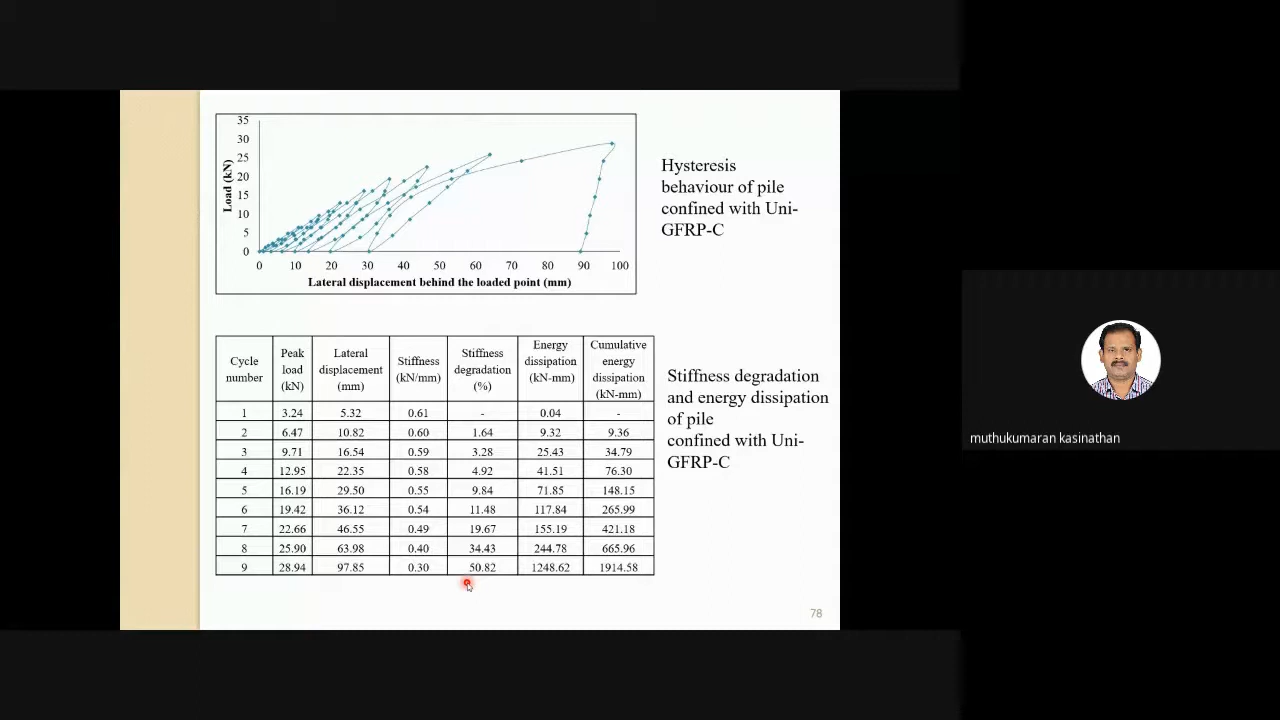 35
30
25
20
15
10
5
0
Load (kN)
0 10 20 30 40 50 60 70 80 90 100
Lateral displacement behind the loaded point (mm)
Hysteresis
behaviour of pile
confined with Uni-
GFRP-C
Cycle number | Peak load (kN) | Lateral displacement (mm) | Stiffness (kN/mm) | Stiffness degradation (%) | Energy dissipation (kN-mm) | Cumulative energy dissipation (kN-mm)
1 3.24 5.32 0.61 - 0.04 -
2 6.47 10.82 0.60 1.64 9.32 9.36
3 9.71 16.54 0.59 3.28 25.43 34.79
4 12.95 22.35 0.58 4.92 41.51 76.30
5 16.19 29.50 0.55 9.84 71.85 148.15
6 19.42 36.12 0.54 11.48 117.84 265.99
7 22.66 46.55 0.49 19.67 155.19 421.18
8 25.90 63.98 0.40 34.43 244.78 665.96
9 28.94 97.85 0.30 50.82 1248.62 1914.58
Stiffness degradation
and energy dissipation
of pile
confined with Uni-
GFRP-C
78
muthukumaran kasinathan